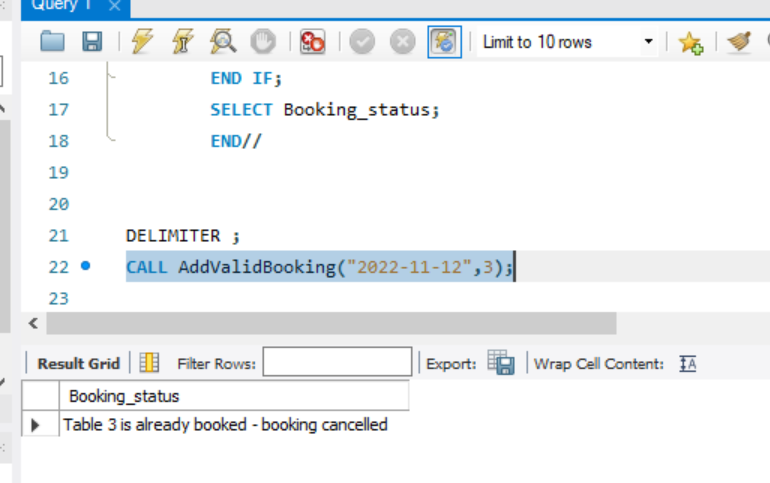 Query 1
Limit to 10 rows
16 END IF;
17 SELECT Booking_status;
18 END//
19
20
21 DELIMITER ;
22 CALL AddValidBooking("2022-11-12",3);
23
Result Grid Filter Rows: Export: Wrap Cell Content:
Booking_status
Table 3 is already booked - booking cancelled